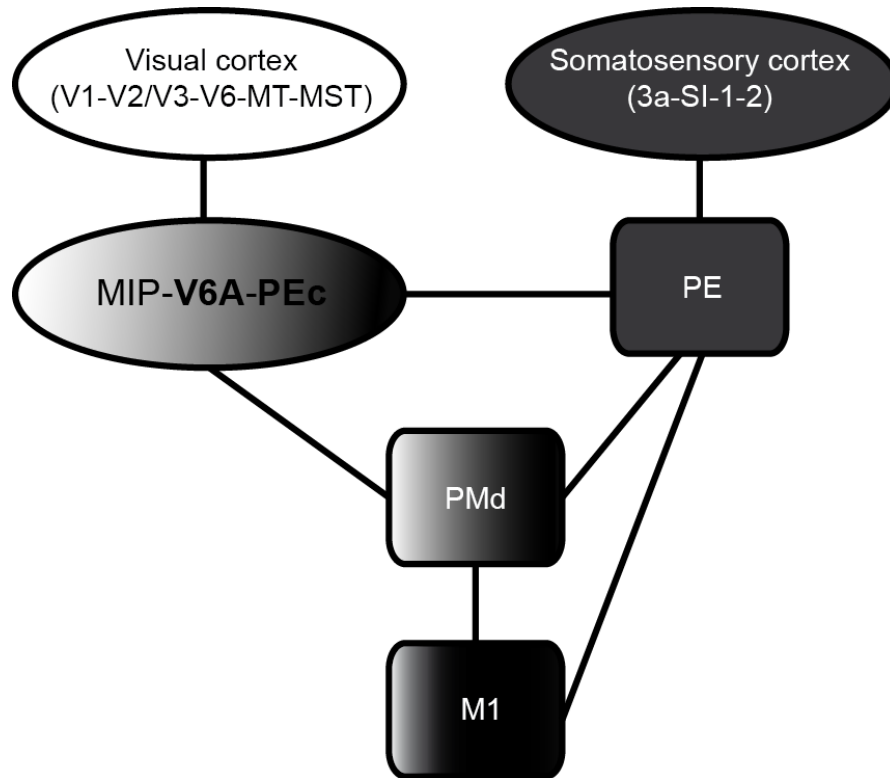 Visual cortex
(V1-V2/V3-V6-MT-MST)
Somatosensory cortex
(3a-SI-1-2)
MIP-V6A-PEc
PE
PMd
M1